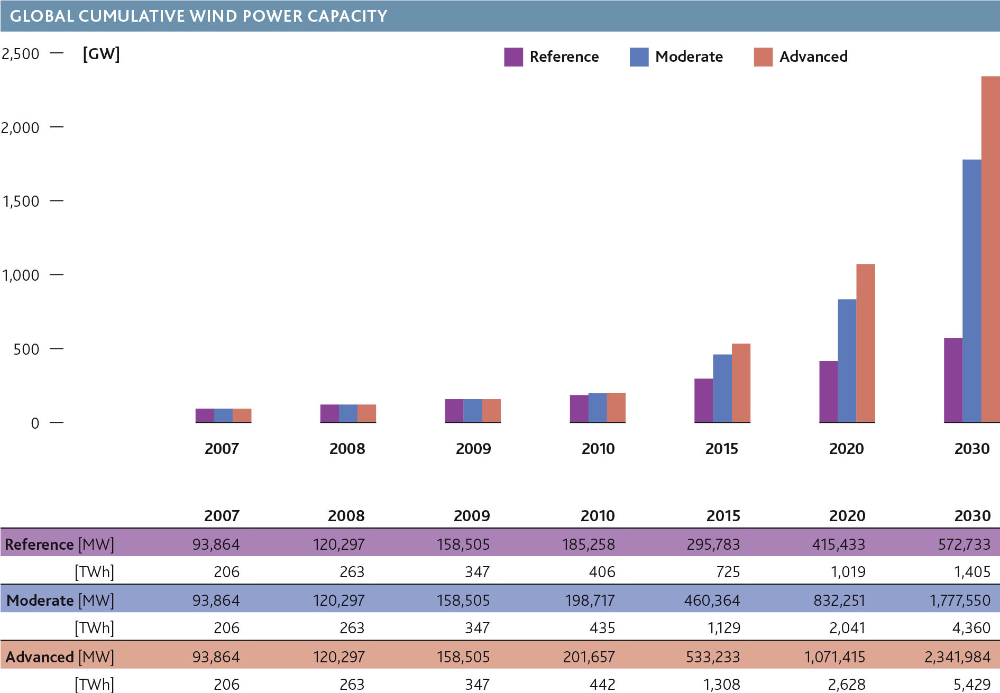 GLOBAL CUMULATIVE WIND POWER CAPACITY
2,500 [GW] Reference Moderate Advanced
2,000
1,500
1,000
500
0
2007 2008 2009 2010 2015 2020 2030
2007 2008 2009 2010 2015 2020 2030
Reference [MW] 93,864 120,297 158,505 185,258 295,783 415,433 572,733
[TWh] 206 263 347 406 725 1,019 1,405
Moderate [MW] 93,864 120,297 158,505 198,717 460,364 832,251 1,777,550
[TWh] 206 263 347 435 1,129 2,041 4,360
Advanced [MW] 93,864 120,297 158,505 201,657 533,233 1,071,415 2,341,984
[TWh] 206 263 347 442 1,308 2,628 5,429